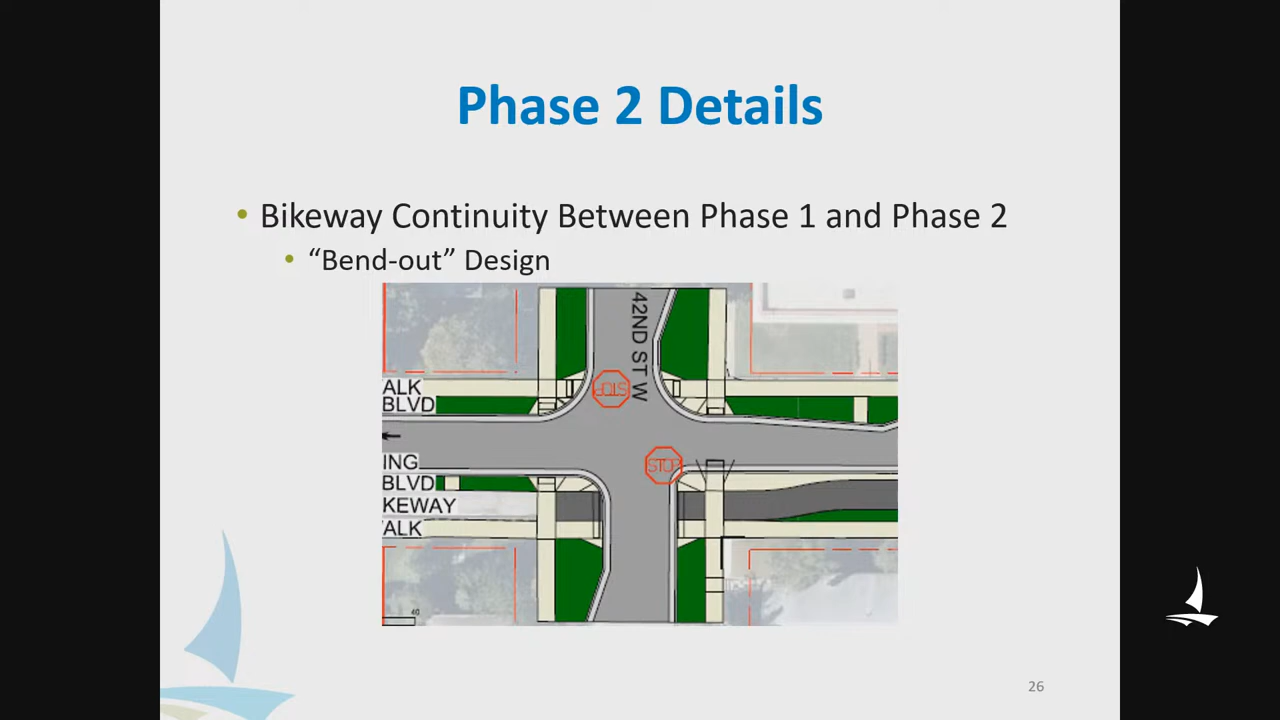 Phase 2 Details
• Bikeway Continuity Between Phase 1 and Phase 2
• “Bend-out” Design
42ND ST W
STOP
ALK
BLVD
STOP
ING
BLVD
KEWAY
ALK
40
26